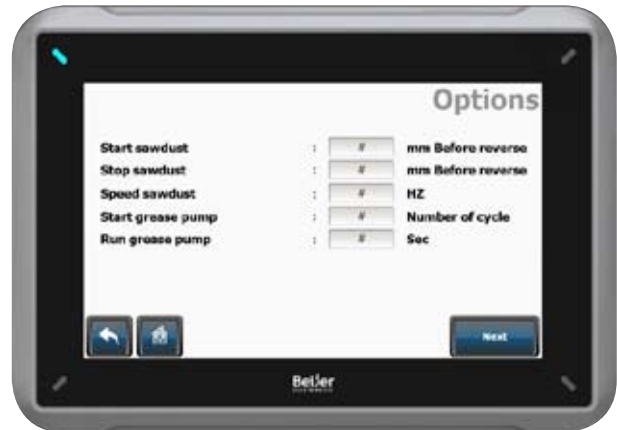 Options
Start sawdust : # mm Before reverse
Stop sawdust : # mm Before reverse
Speed sawdust : # HZ
Start grease pump : # Number of cycle
Run grease pump : # Sec
Next
Beijer